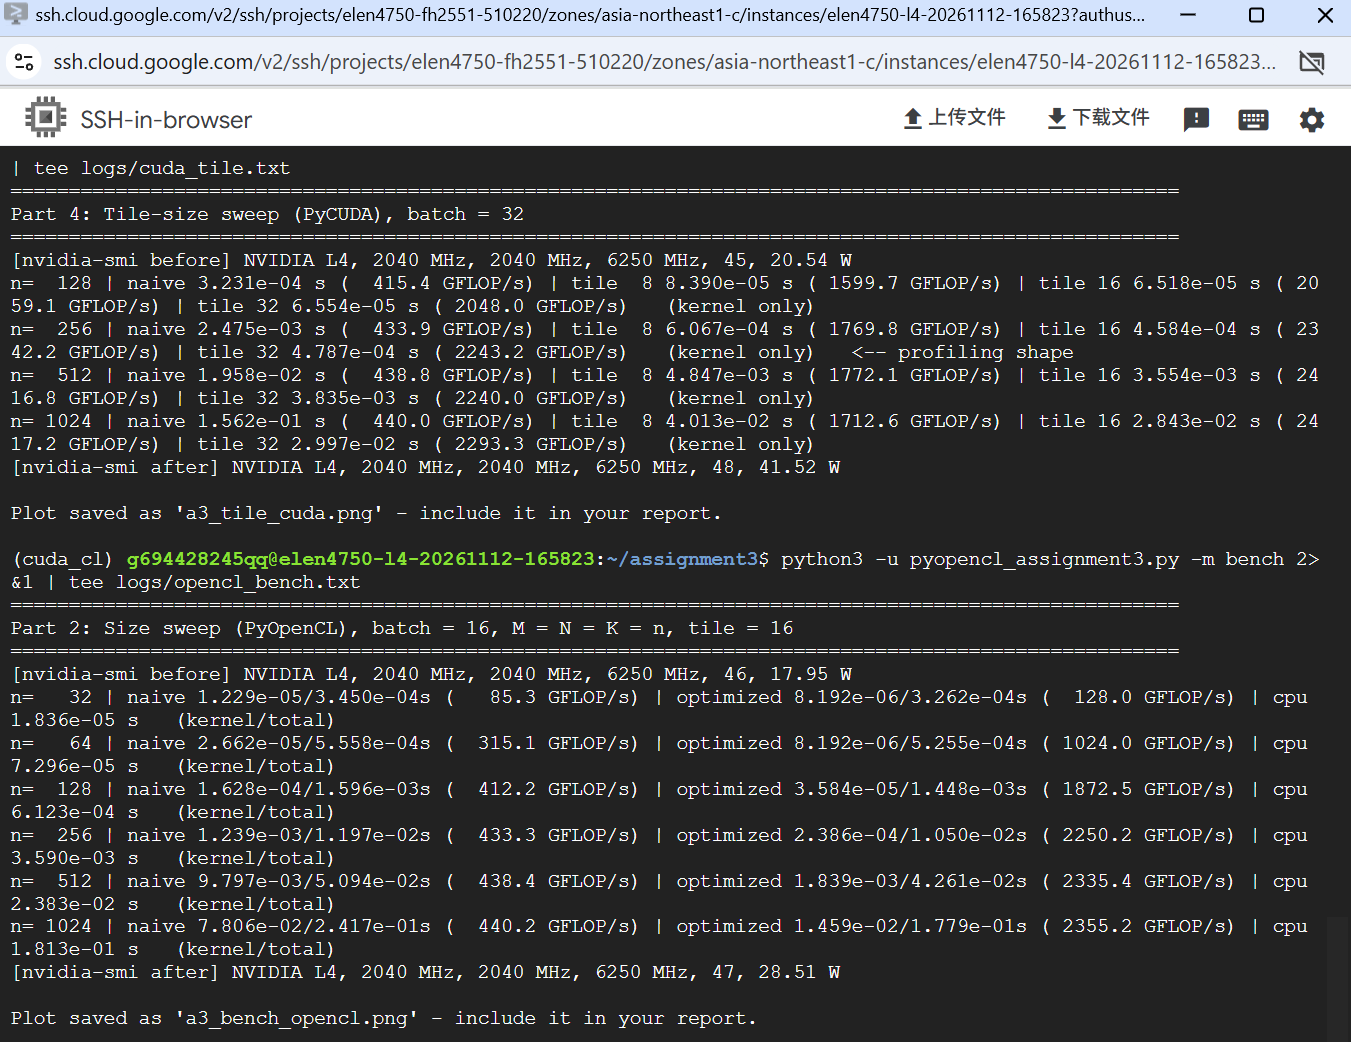 ssh.cloud.google.com/v2/ssh/projects/elen4750-fh2551-510220/zones/asia-northeast1-c/instances/elen4750-l4-20261112-165823?authus...
ssh.cloud.google.com/v2/ssh/projects/elen4750-fh2551-510220/zones/asia-northeast1-c/instances/elen4750-l4-20261112-165823...
SSH-in-browser 上传文件 下载文件
| tee logs/cuda_tile.txt
====================================================================================================
Part 4: Tile-size sweep (PyCUDA), batch = 32
====================================================================================================
[nvidia-smi before] NVIDIA L4, 2040 MHz, 2040 MHz, 6250 MHz, 45, 20.54 W
n=  128 | naive 3.231e-04 s (  415.4 GFLOP/s) | tile  8 8.390e-05 s ( 1599.7 GFLOP/s) | tile 16 6.518e-05 s ( 20
59.1 GFLOP/s) | tile 32 6.554e-05 s ( 2048.0 GFLOP/s)   (kernel only)
n=  256 | naive 2.475e-03 s (  433.9 GFLOP/s) | tile  8 6.067e-04 s ( 1769.8 GFLOP/s) | tile 16 4.584e-04 s ( 23
42.2 GFLOP/s) | tile 32 4.787e-04 s ( 2243.2 GFLOP/s)   (kernel only)   <-- profiling shape
n=  512 | naive 1.958e-02 s (  438.8 GFLOP/s) | tile  8 4.847e-03 s ( 1772.1 GFLOP/s) | tile 16 3.554e-03 s ( 24
16.8 GFLOP/s) | tile 32 3.835e-03 s ( 2240.0 GFLOP/s)   (kernel only)
n= 1024 | naive 1.562e-01 s (  440.0 GFLOP/s) | tile  8 4.013e-02 s ( 1712.6 GFLOP/s) | tile 16 2.843e-02 s ( 24
17.2 GFLOP/s) | tile 32 2.997e-02 s ( 2293.3 GFLOP/s)   (kernel only)
[nvidia-smi after] NVIDIA L4, 2040 MHz, 2040 MHz, 6250 MHz, 48, 41.52 W
Plot saved as 'a3_tile_cuda.png' - include it in your report.
(cuda_cl) g694428245qq@elen4750-l4-20261112-165823:~/assignment3$ python3 -u pyopencl_assignment3.py -m bench 2>
&1 | tee logs/opencl_bench.txt
====================================================================================================
Part 2: Size sweep (PyOpenCL), batch = 16, M = N = K = n, tile = 16
====================================================================================================
[nvidia-smi before] NVIDIA L4, 2040 MHz, 2040 MHz, 6250 MHz, 46, 17.95 W
n=   32 | naive 1.229e-05/3.450e-04s (   85.3 GFLOP/s) | optimized 8.192e-06/3.262e-04s (  128.0 GFLOP/s) | cpu
1.836e-05 s   (kernel/total)
n=   64 | naive 2.662e-05/5.558e-04s (  315.1 GFLOP/s) | optimized 8.192e-06/5.255e-04s ( 1024.0 GFLOP/s) | cpu
7.296e-05 s   (kernel/total)
n=  128 | naive 1.628e-04/1.596e-03s (  412.2 GFLOP/s) | optimized 3.584e-05/1.448e-03s ( 1872.5 GFLOP/s) | cpu
6.123e-04 s   (kernel/total)
n=  256 | naive 1.239e-03/1.197e-02s (  433.3 GFLOP/s) | optimized 2.386e-04/1.050e-02s ( 2250.2 GFLOP/s) | cpu
3.590e-03 s   (kernel/total)
n=  512 | naive 9.797e-03/5.094e-02s (  438.4 GFLOP/s) | optimized 1.839e-03/4.261e-02s ( 2335.4 GFLOP/s) | cpu
2.383e-02 s   (kernel/total)
n= 1024 | naive 7.806e-02/2.417e-01s (  440.2 GFLOP/s) | optimized 1.459e-02/1.779e-01s ( 2355.2 GFLOP/s) | cpu
1.813e-01 s   (kernel/total)
[nvidia-smi after] NVIDIA L4, 2040 MHz, 2040 MHz, 6250 MHz, 47, 28.51 W
Plot saved as 'a3_bench_opencl.png' - include it in your report.